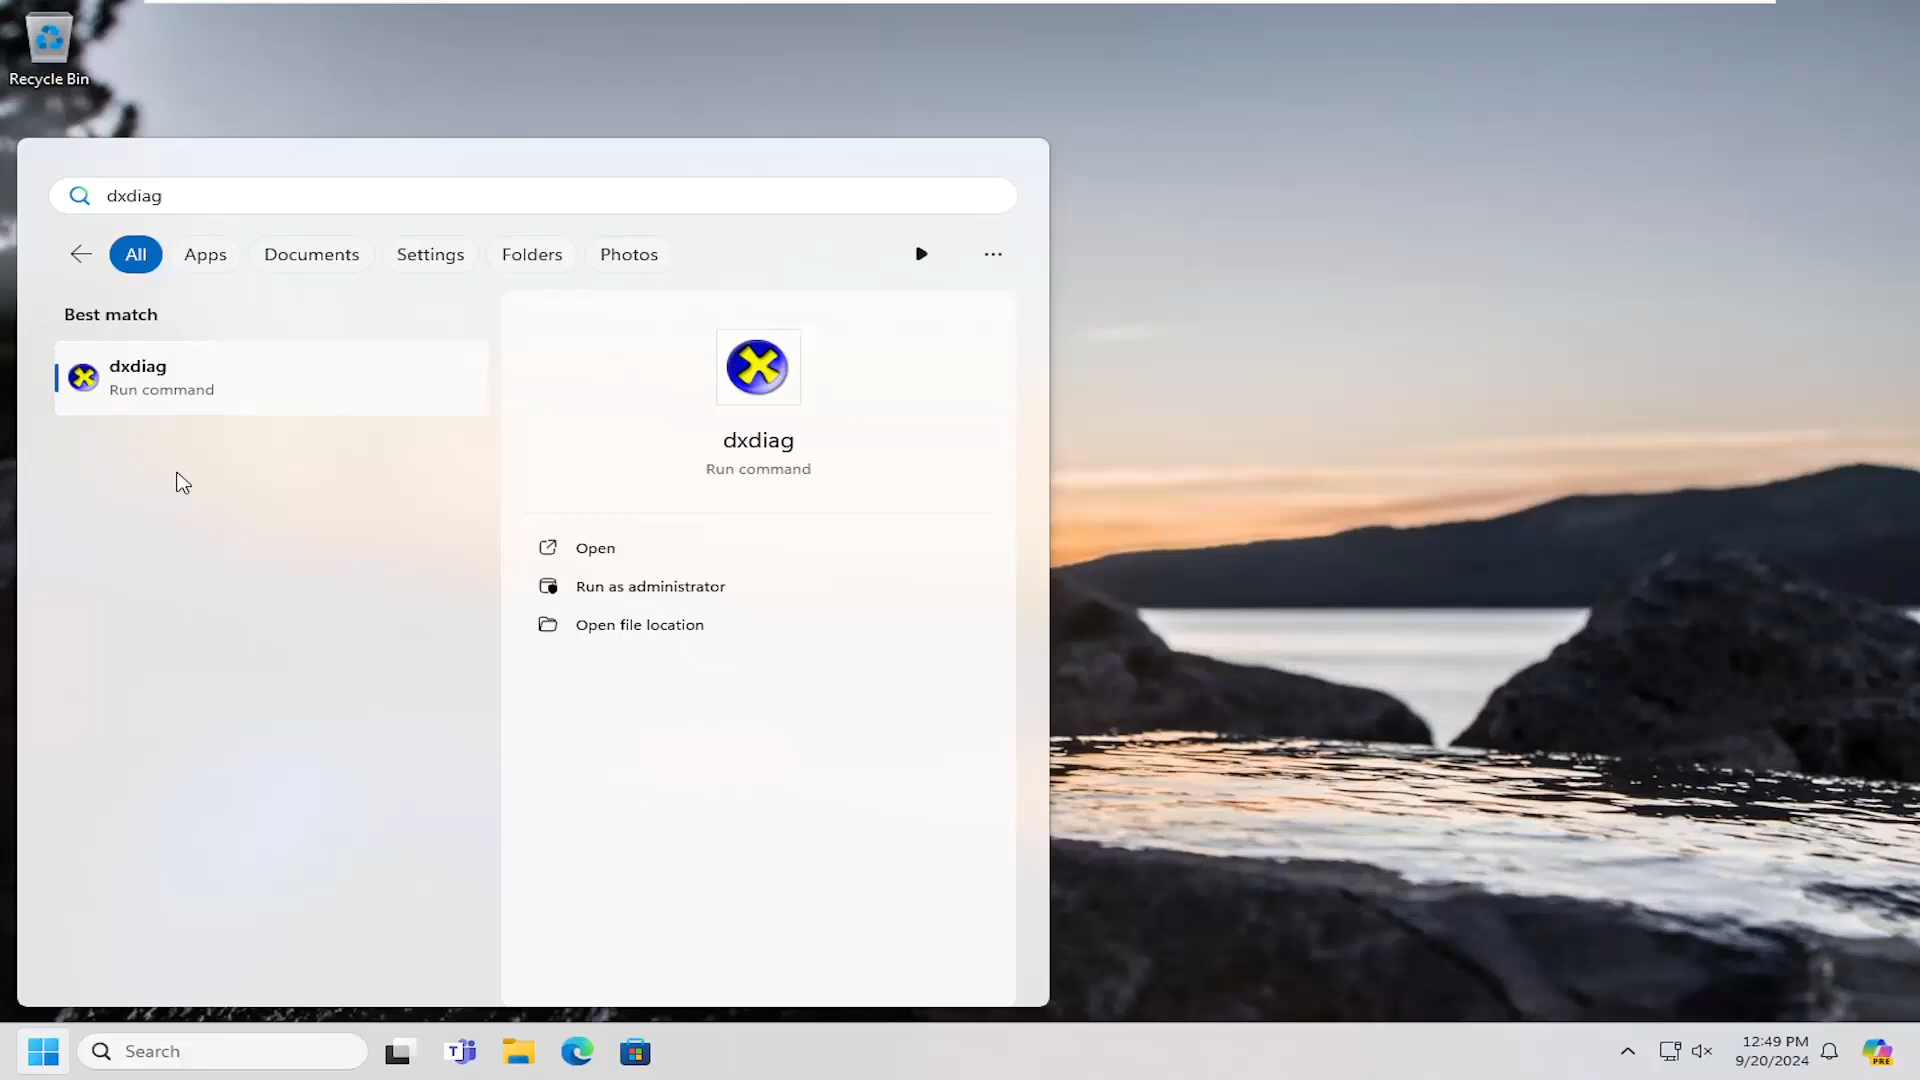 Recycle Bin
dxdiag
All Apps Documents Settings Folders Photos
Best match
dxdiag
Run command
dxdiag
Run command
Open
Run as administrator
Open file location
Search
12:49 PM
9/20/2024
PRE